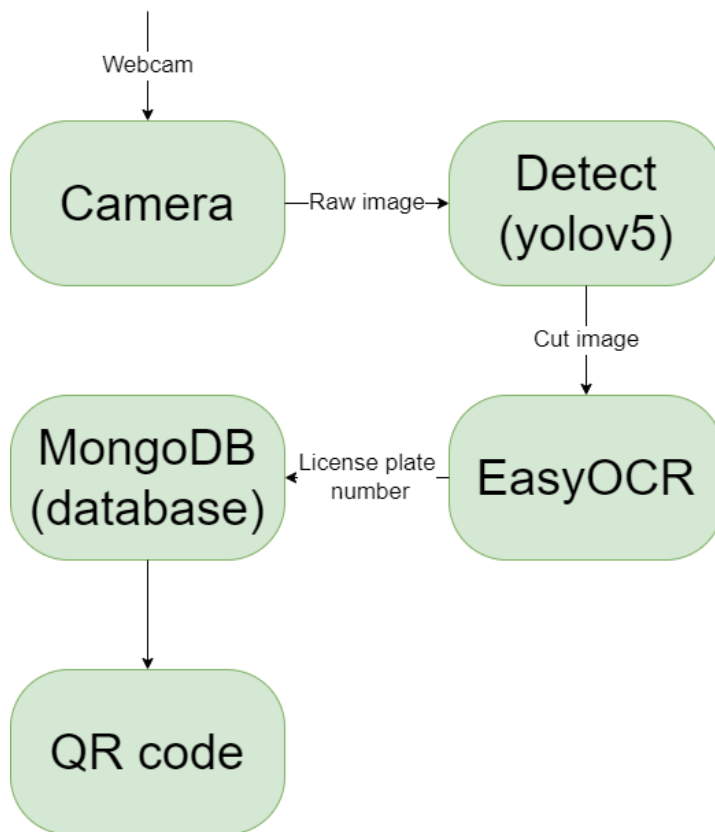 Webcam
Camera
Raw image
Detect
(yolov5)
Cut image
EasyOCR
License plate
number
MongoDB
(database)
QR code